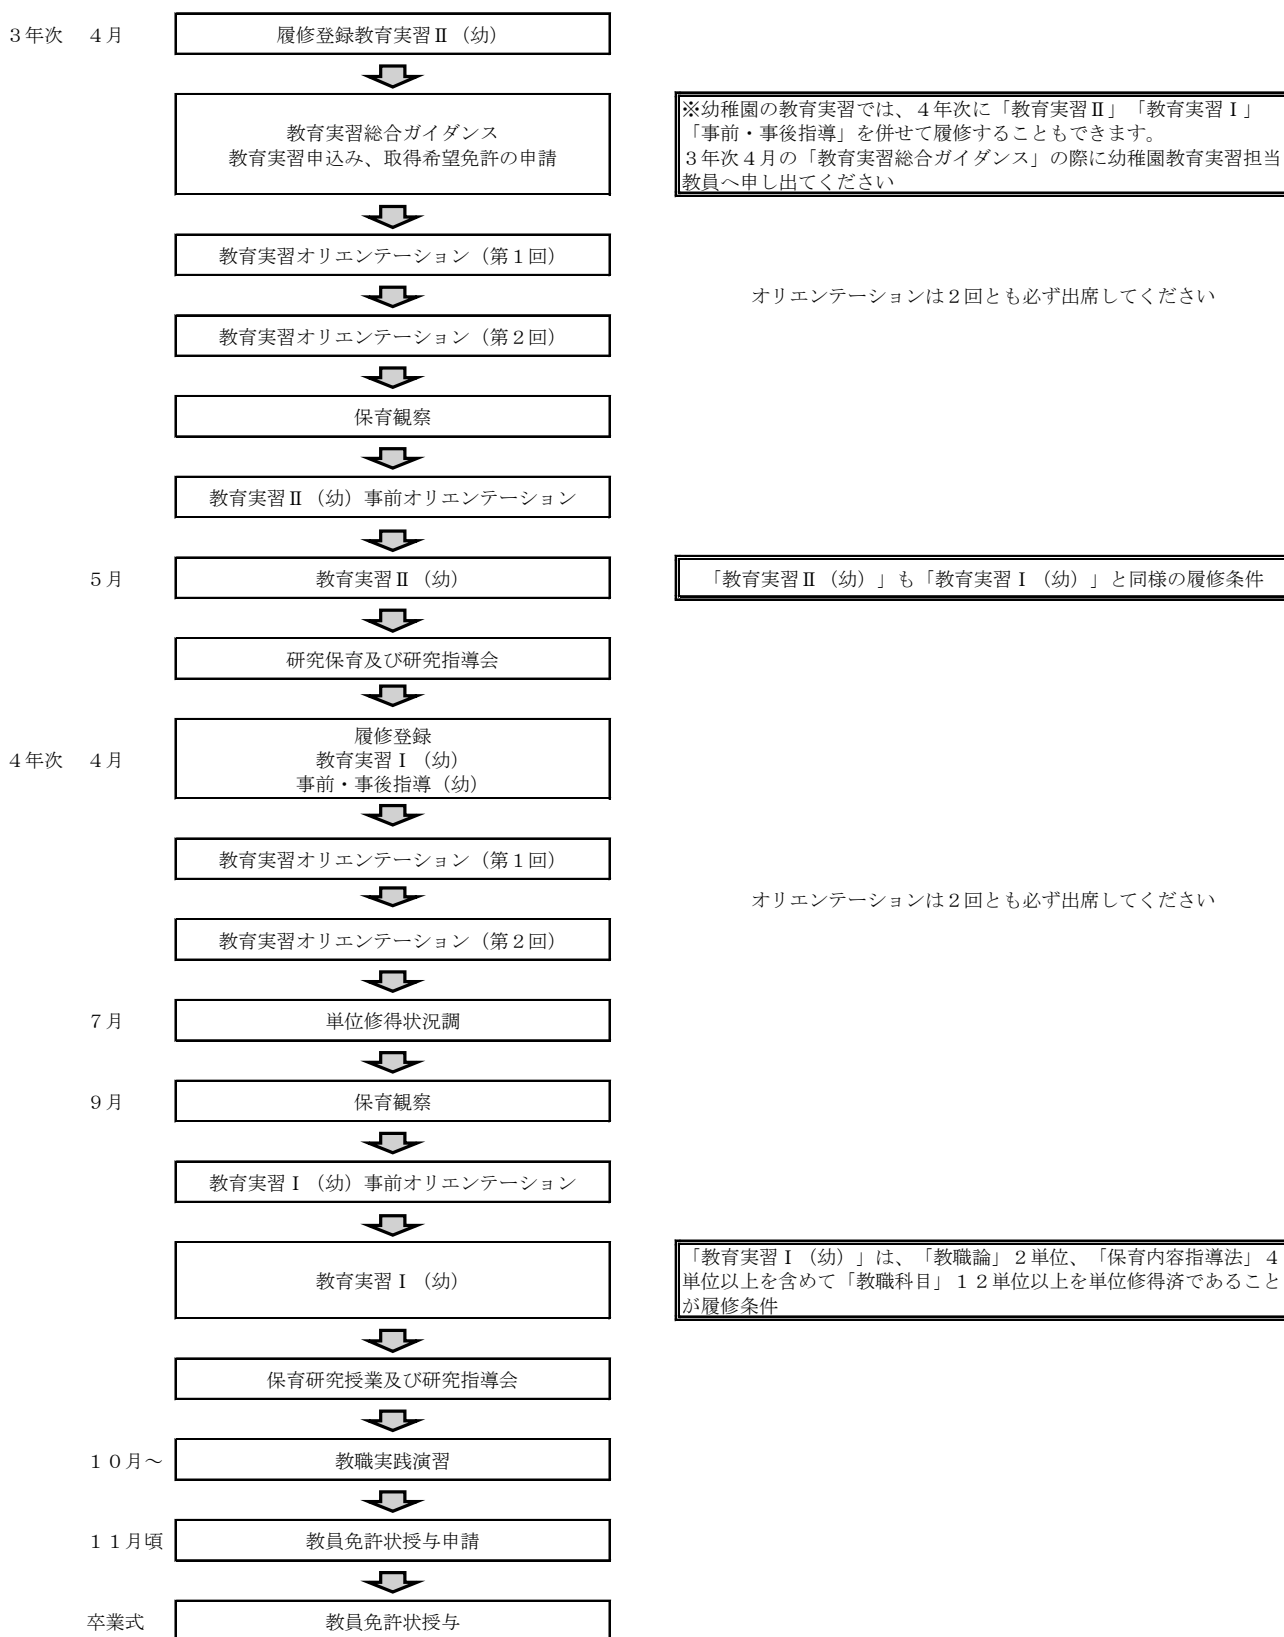 ３年次　４月　履修登録教育実習Ⅱ（幼）
教育実習総合ガイダンス
教育実習申込み、取得希望免許の申請
※幼稚園の教育実習では、４年次に「教育実習Ⅱ」「教育実習Ⅰ」
「事前・事後指導」を併せて履修することもできます。
３年次４月の「教育実習総合ガイダンス」の際に幼稚園教育実習担当
教員へ申し出てください
教育実習オリエンテーション（第１回）
オリエンテーションは２回とも必ず出席してください
教育実習オリエンテーション（第２回）
保育観察
教育実習Ⅱ（幼）事前オリエンテーション
５月　教育実習Ⅱ（幼）
「教育実習Ⅱ（幼）」も「教育実習Ⅰ（幼）」と同様の履修条件
研究保育及び研究指導会
４年次　４月
履修登録
教育実習Ⅰ（幼）
事前・事後指導（幼）
教育実習オリエンテーション（第１回）
オリエンテーションは２回とも必ず出席してください
教育実習オリエンテーション（第２回）
７月　単位修得状況調
９月　保育観察
教育実習Ⅰ（幼）事前オリエンテーション
教育実習Ⅰ（幼）
「教育実習Ⅰ（幼）」は、「教職論」２単位、「保育内容指導法」４
単位以上を含めて「教職科目」１２単位以上を単位修得済であること
が履修条件
保育研究授業及び研究指導会
１０月～　教職実践演習
１１月頃　教員免許状授与申請
卒業式　教員免許状授与